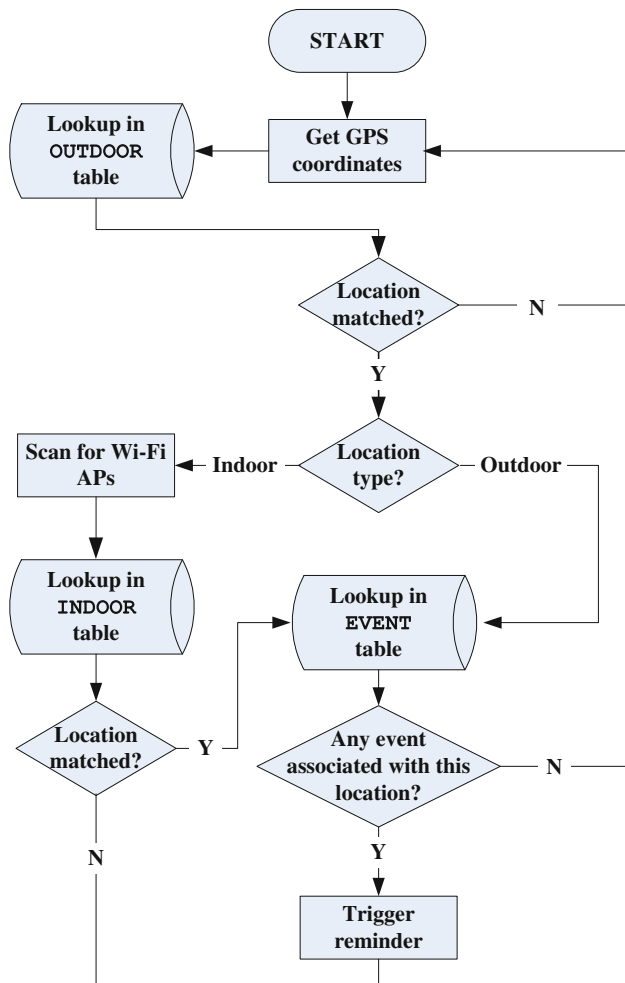 START
Get GPS
coordinates
Lookup in
OUTDOOR
table
Location
matched?
N
Y
Location
type?
Indoor
Outdoor
Scan for Wi-Fi
APs
Lookup in
INDOOR
table
Lookup in
EVENT
table
Location
matched?
Y
N
Any event
associated with this
location?
N
Y
Trigger
reminder